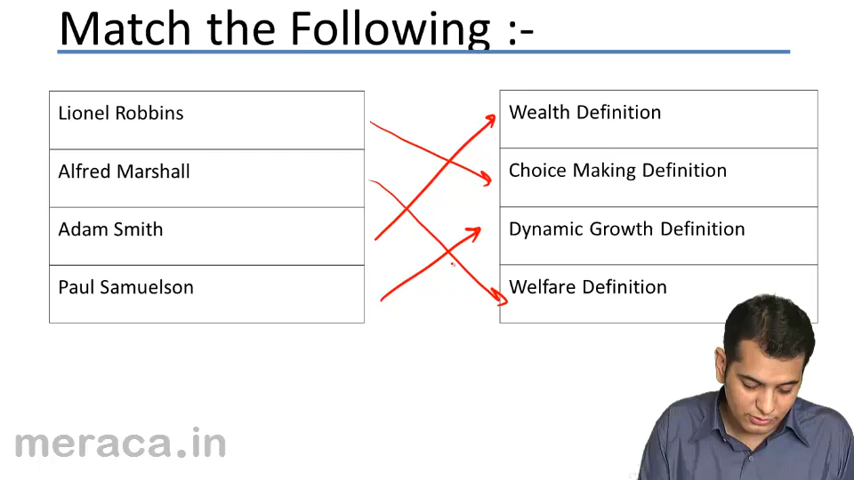 Match the Following :-
Lionel Robbins
Wealth Definition
Alfred Marshall
Choice Making Definition
Adam Smith
Dynamic Growth Definition
Paul Samuelson
Welfare Definition
meraca.in